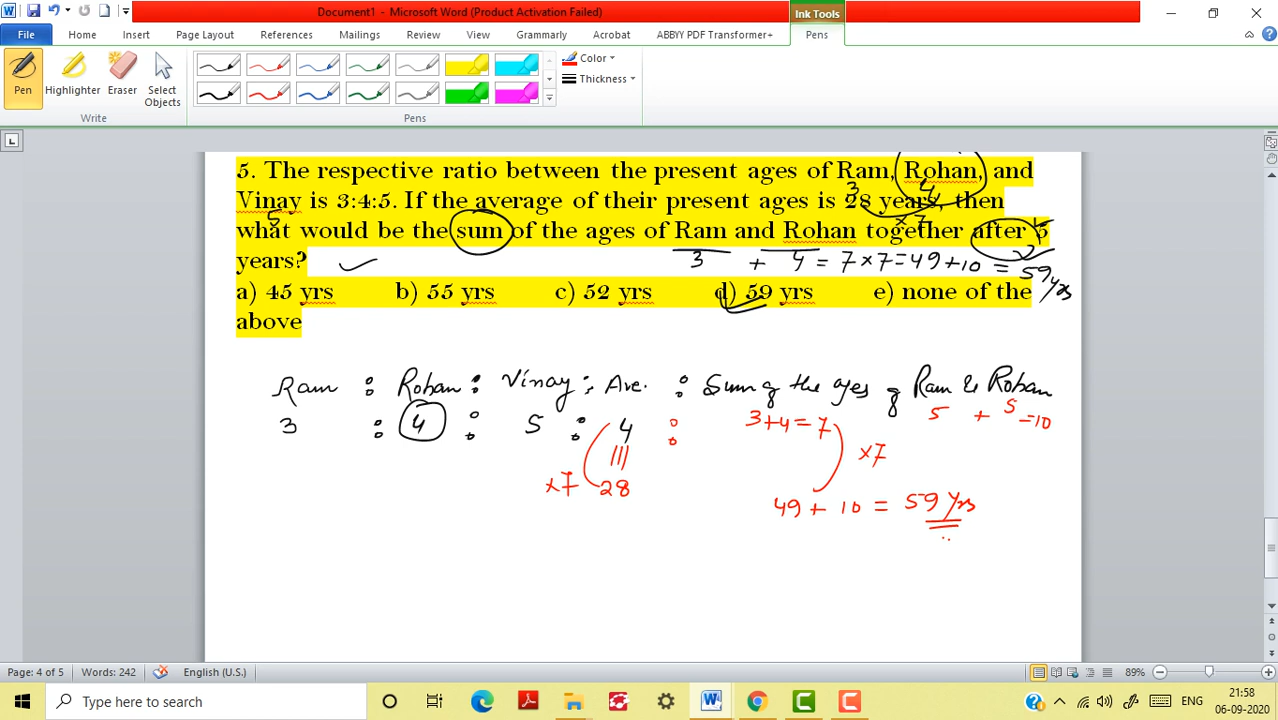 Document1 - Microsoft Word (Product Activation Failed)
Ink Tools
File Home Insert Page Layout References Mailings Review View Grammarly Acrobat ABBYY PDF Transformer+ Pens
Pen Highlighter Eraser Select Objects
Color
Thickness
Write
Pens
5. The respective ratio between the present ages of Ram, Rohan, and
3 4
Vinay is 3:4:5. If the average of their present ages is 28 years, then
5 ×7
what would be the sum of the ages of Ram and Rohan together after 5
years?
3 + 4 = 7×7=49+10 = 59yrs
a) 45 yrs b) 55 yrs c) 52 yrs d) 59 yrs e) none of the
above
Ram : Rohan : Vinay : Ave. : Sum of the ages of Ram & Rohan
5 + 5 =10
3 : 4 : 5 : 4 : 3+4=7
×7
×7 28
49 + 10 = 59 yrs
Page: 4 of 5 Words: 242 English (U.S.) 89%
Type here to search
ENG
21:58
06-09-2020